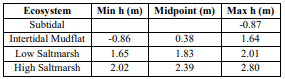 Ecosystem Min h (m) Midpoint (m) Max h (m)
Subtidal -0.87
Intertidal Mudflat -0.86 0.38 1.64
Low Saltmarsh 1.65 1.83 2.01
High Saltmarsh 2.02 2.39 2.80